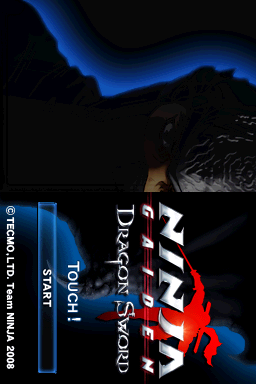 NINJA
GAIDEN
DRAGON SWORD
TOUCH!
START
© TECMO,LTD. Team NINJA 2008